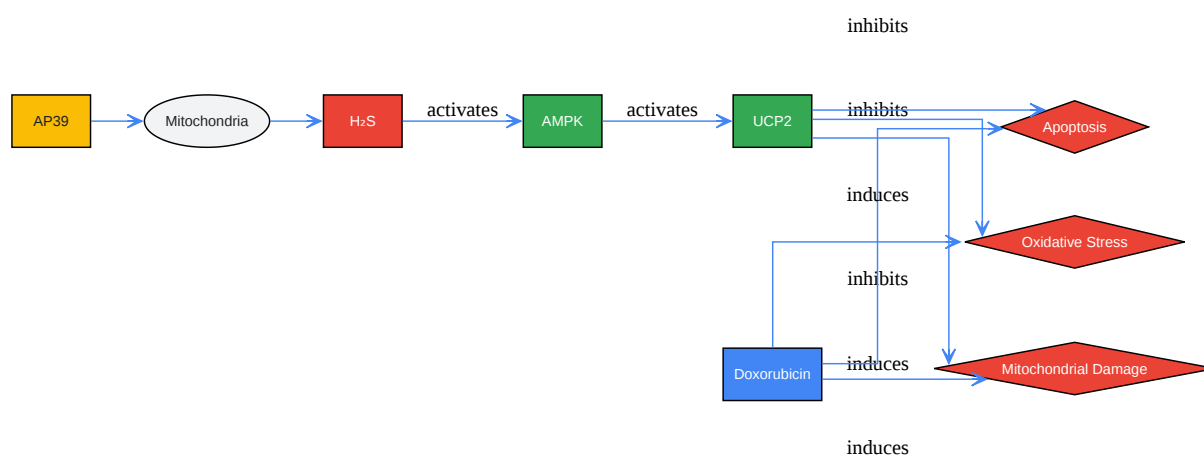 inhibits
AP39
Mitochondria
H₂S
activates
AMPK
activates
UCP2
inhibits
Apoptosis
induces
Oxidative Stress
inhibits
Doxorubicin
induces
Mitochondrial Damage
induces